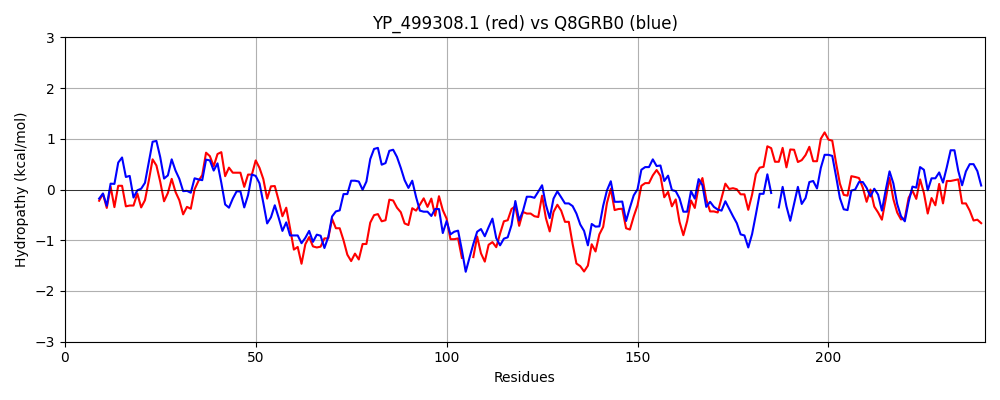 YP_499308.1 (red) vs Q8GRB0 (blue)
Hydropathy (kcal/mol)
3
2
1
0
−1
−2
−3
0 50 100 150 200
Residues